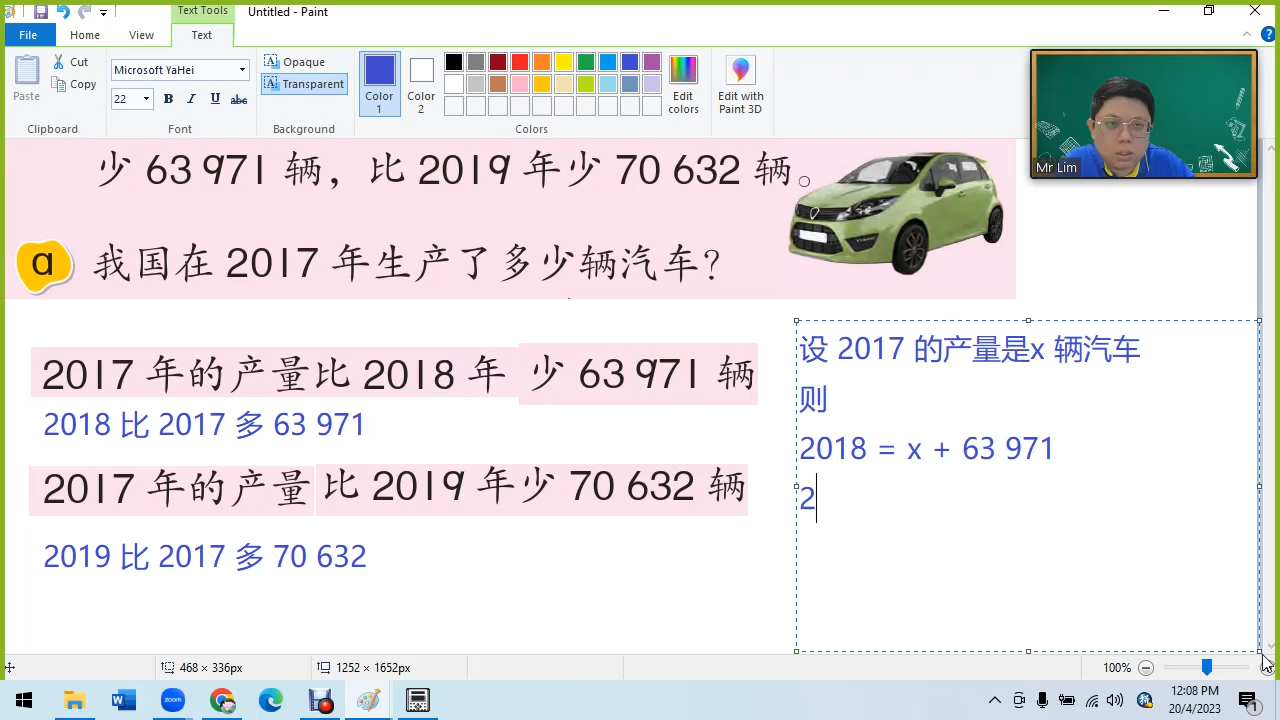 Text Tools
Untitled - Paint
File
Home
View
Text
Paste
Cut
Copy
Clipboard
Microsoft YaHei
22
B I U abc
Font
Opaque
Transparent
Background
Color 1
Color 2
Edit colors
Edit with Paint 3D
Colors
Mr Lim
少 63 971 辆，比 2019 年少 70 632 辆。
a 我国在 2017 年生产了多少辆汽车？
2017 年的产量比 2018 年 少 63 971 辆
2018 比 2017 多 63 971
2017 年的产量 比 2019 年少 70 632 辆
2019 比 2017 多 70 632
设 2017 的产量是x 辆汽车
则
2018 = x + 63 971
2
468 × 336px
1252 × 1652px
100%
zoom
12:08 PM
20/4/2023
1